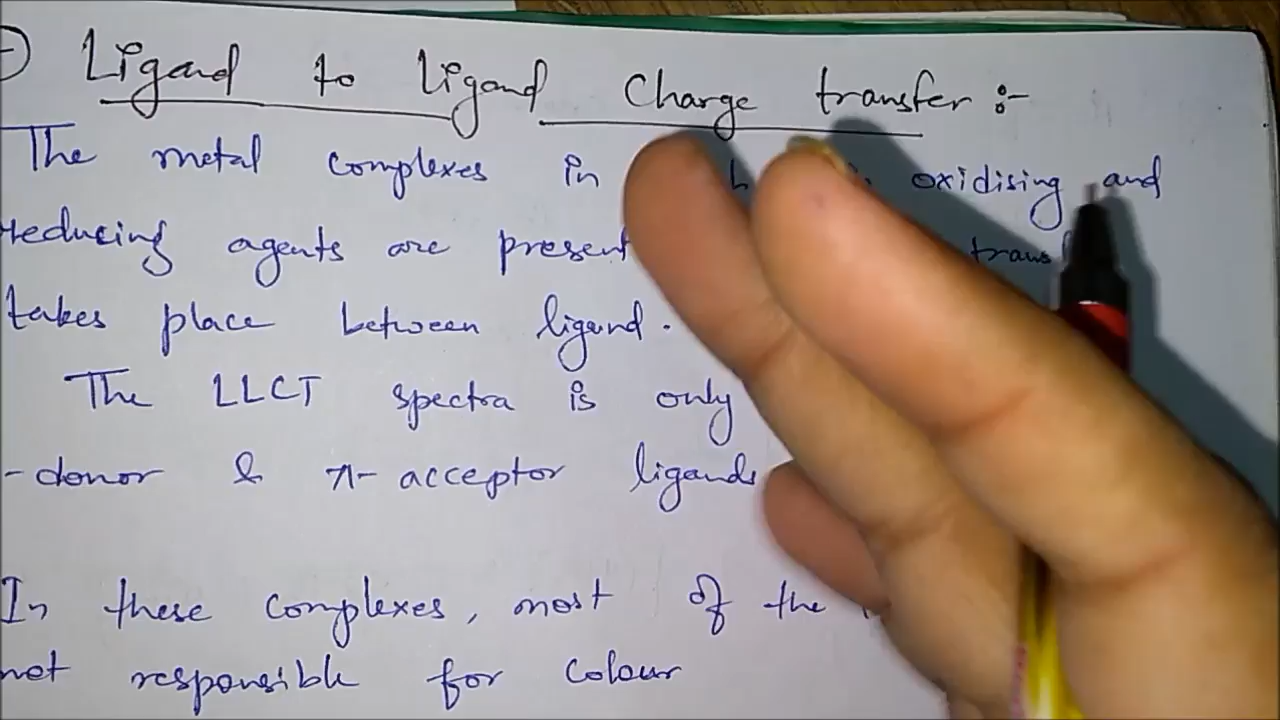 Ligand to Ligand Charge transfer :-
The metal complexes in oxidising and
reducing agents are present
takes place between ligand.
The LLCT spectra is only
-donor & π-acceptor ligands
In these complexes, most of the
not responsible for colour